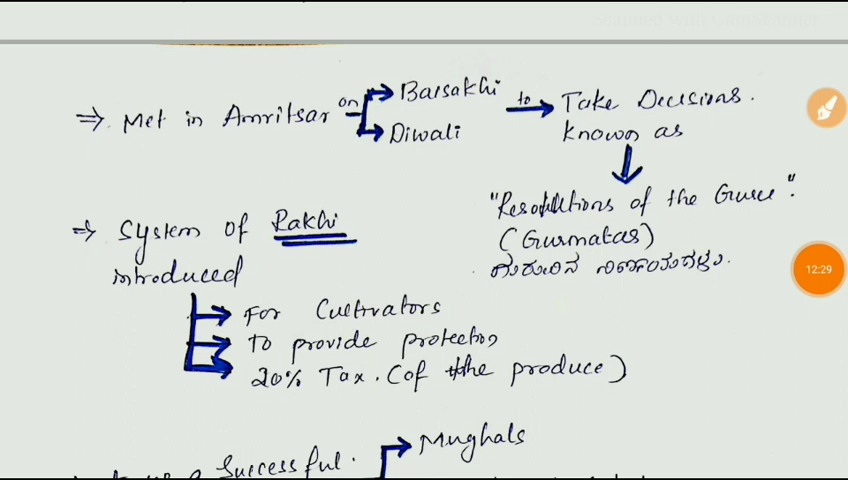 ⇒ Met in Amritsar on → Baisakhi to → Take Decisions.
→ Diwali
known as
"Resolutions of the Guru".
(Gurmatas)
ಗುರುವಿನ ನಿರ್ಣಯಗಳು.
⇒ System of Rakhi
introduced
→ For Cultivators
→ To provide protection
→ 20% Tax. (of the produce)
→ Mughals
Successful.
12:29